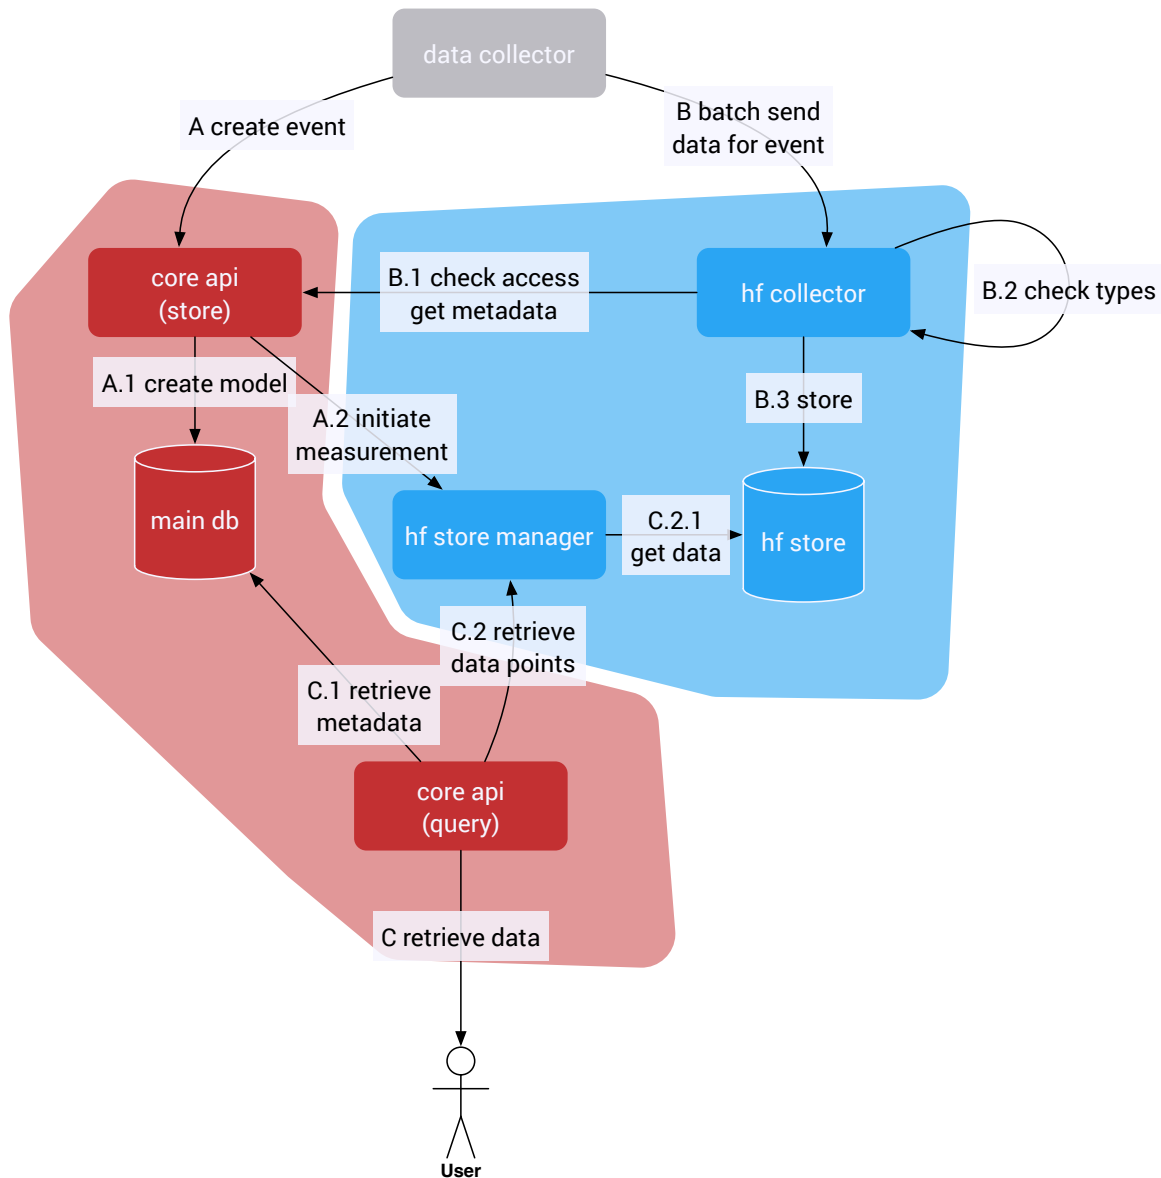 data collector
A create event
B batch send
data for event
core api
(store)
B.1 check access
get metadata
hf collector
B.2 check types
A.1 create model
A.2 initiate
measurement
B.3 store
main db
hf store manager
C.2.1
get data
hf store
C.2 retrieve
data points
C.1 retrieve
metadata
core api
(query)
C retrieve data
User